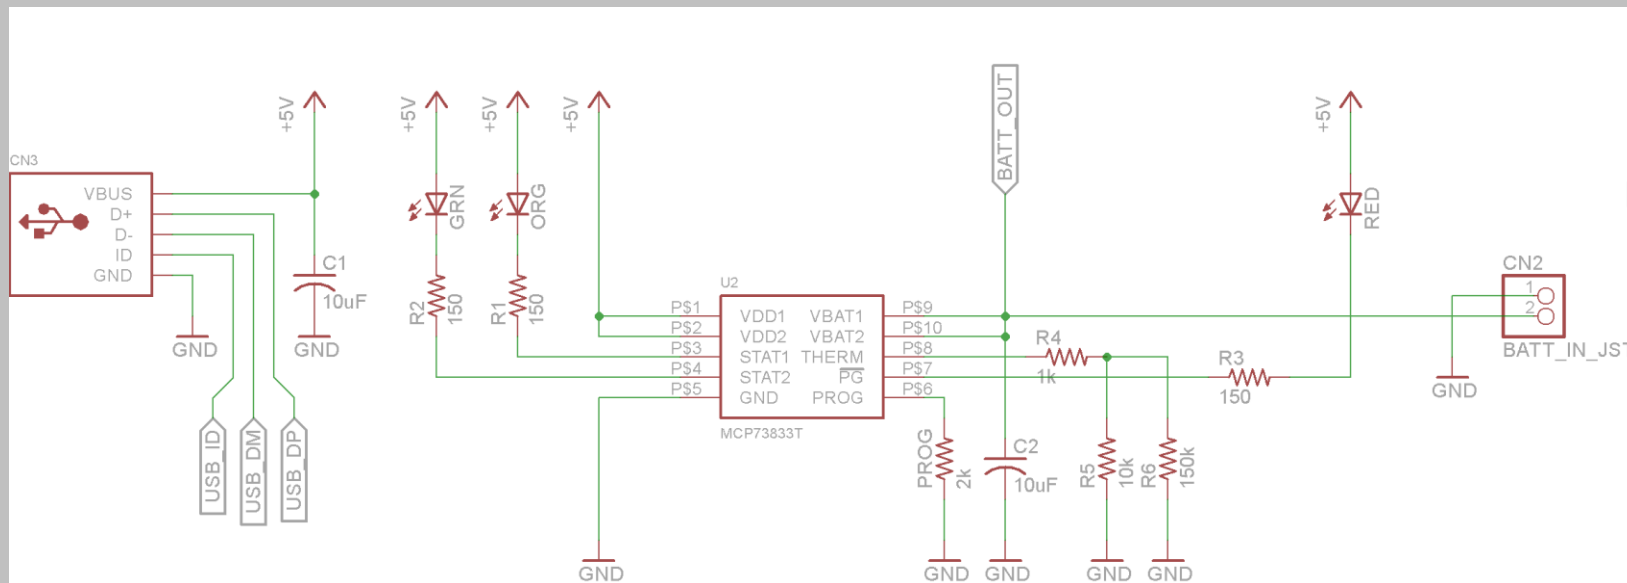 CN3
VBUS
D+
D-
ID
GND
GND
USB_ID
USB_DM
USB_DP
+5V
C1
10uF
GND
+5V
GRN
R2
150
+5V
ORG
R1
150
+5V
GND
U2
P$1
P$2
P$3
P$4
P$5
VDD1
VDD2
STAT1
STAT2
GND
VBAT1
VBAT2
THERM
PG
PROG
P$9
P$10
P$8
P$7
P$6
MCP73833T
PROG
2k
GND
BATT_OUT
C2
10uF
GND
R4
1k
R5
10k
GND
R6
150k
GND
R3
150
+5V
RED
GND
CN2
1
2
BATT_IN_JST